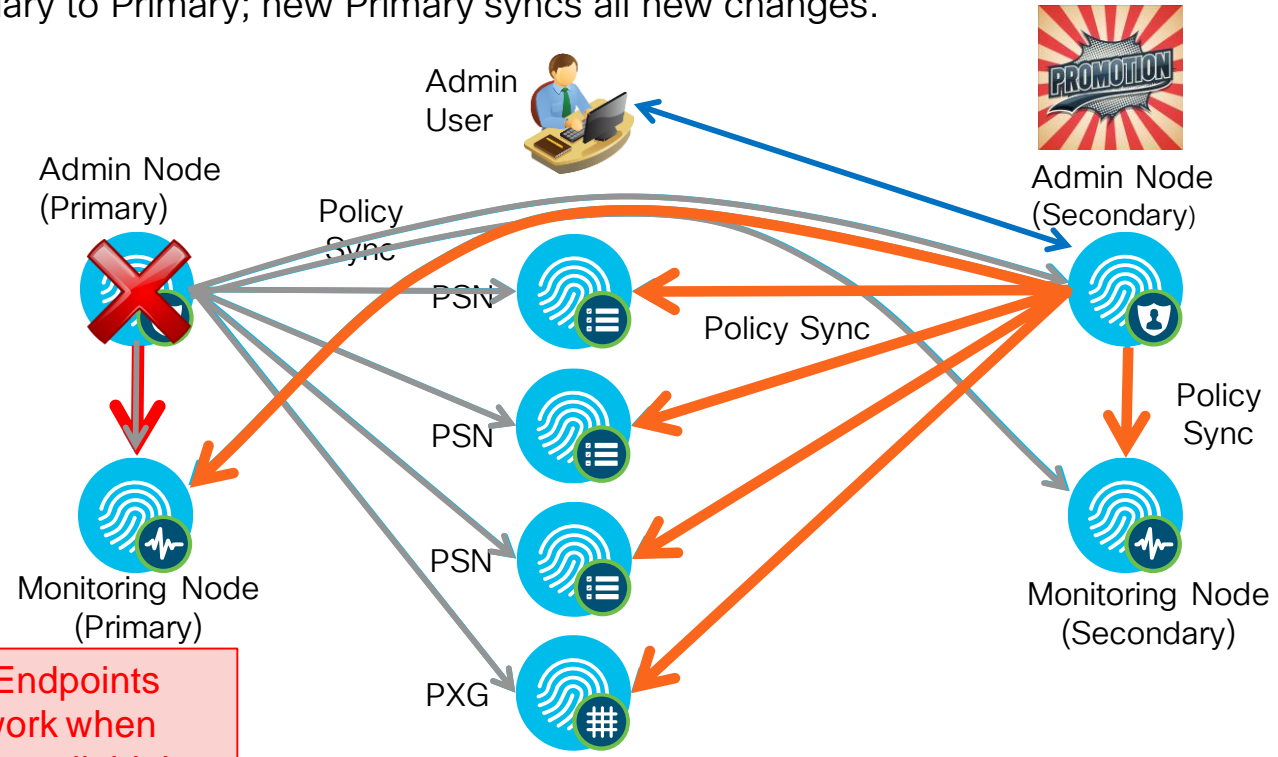 ary to Primary; new Primary syncs all new changes.
PROMOTION
Admin
User
Admin Node
(Primary)
Policy
Sync
Admin Node
(Secondary)
PSN
Policy Sync
PSN
Policy
Sync
PSN
Monitoring Node
(Primary)
Monitoring Node
(Secondary)
Endpoints
work when
PXG